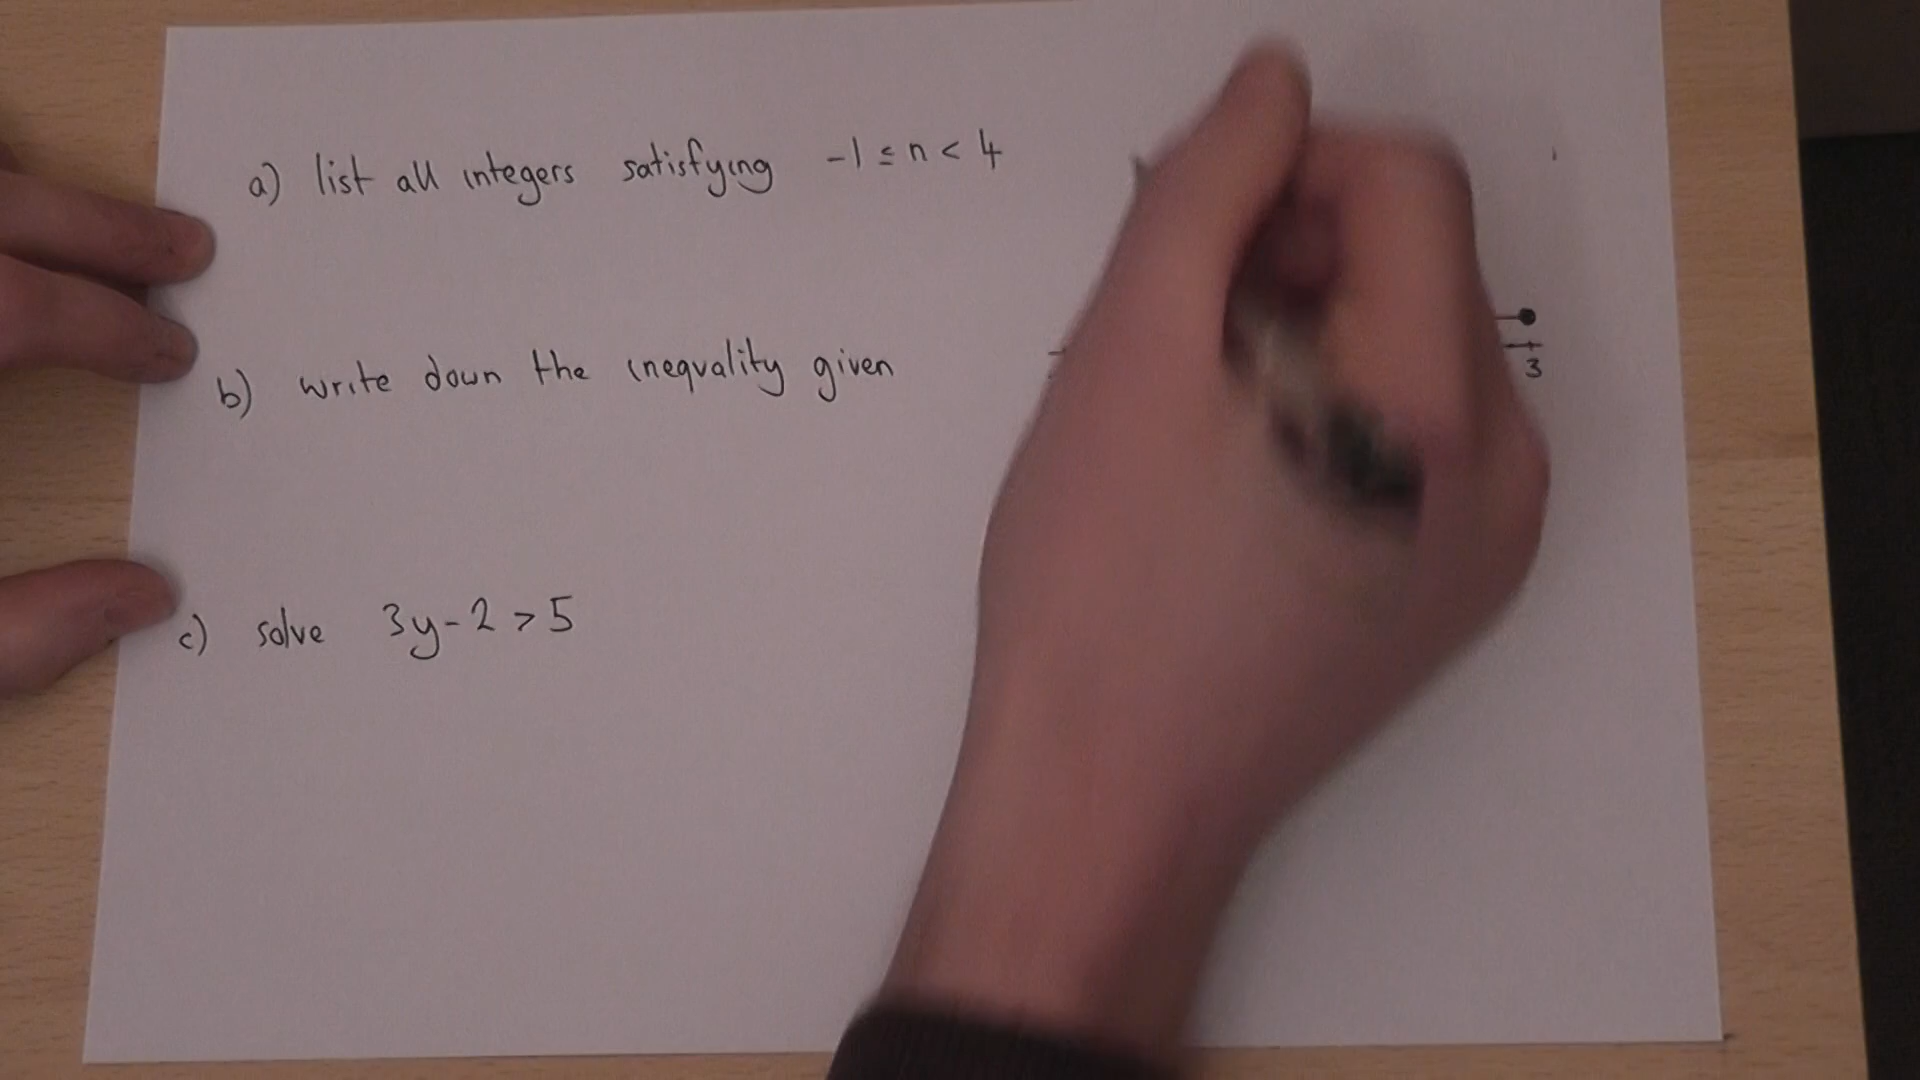 a) list all integers satisfying -1 ≤ n < 4
b) write down the inequality given
3
c) solve 3y - 2 > 5